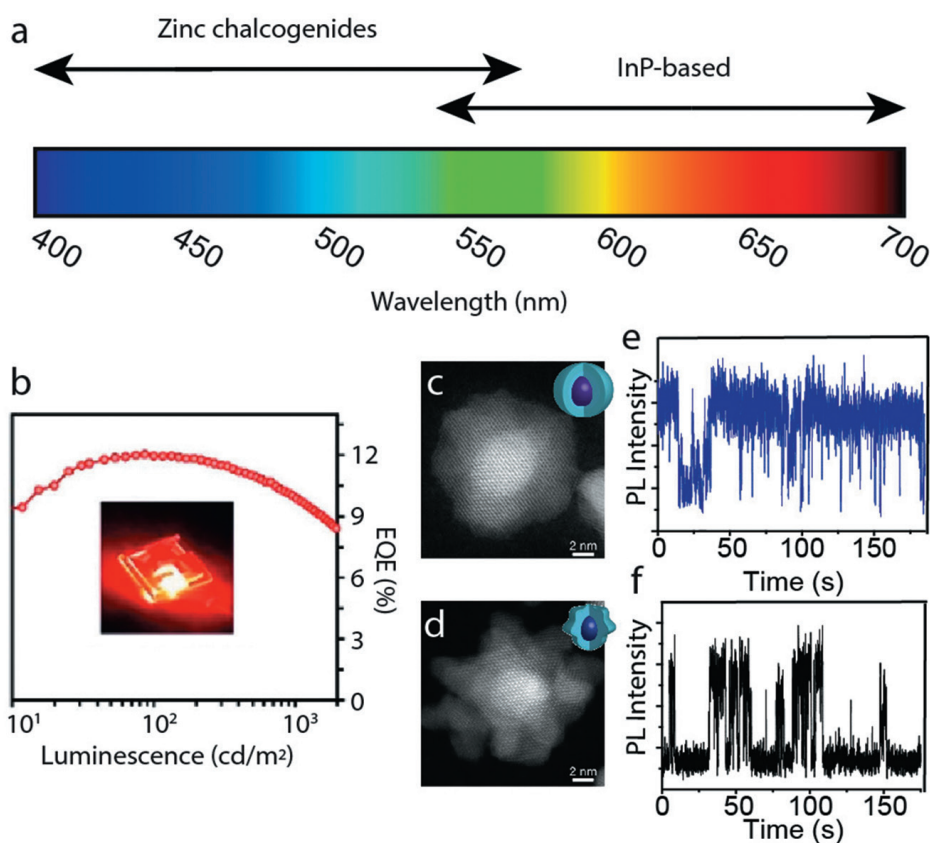 a
Zinc chalcogenides
InP-based
400
450
500
550
600
650
700
Wavelength (nm)
b
12
9
6
3
0
EQE (%)
10¹
10²
10³
Luminescence (cd/m²)
c
2 nm
d
2 nm
e
PL Intensity
0
50
100
150
Time (s)
f
PL Intensity
0
50
100
150
Time (s)